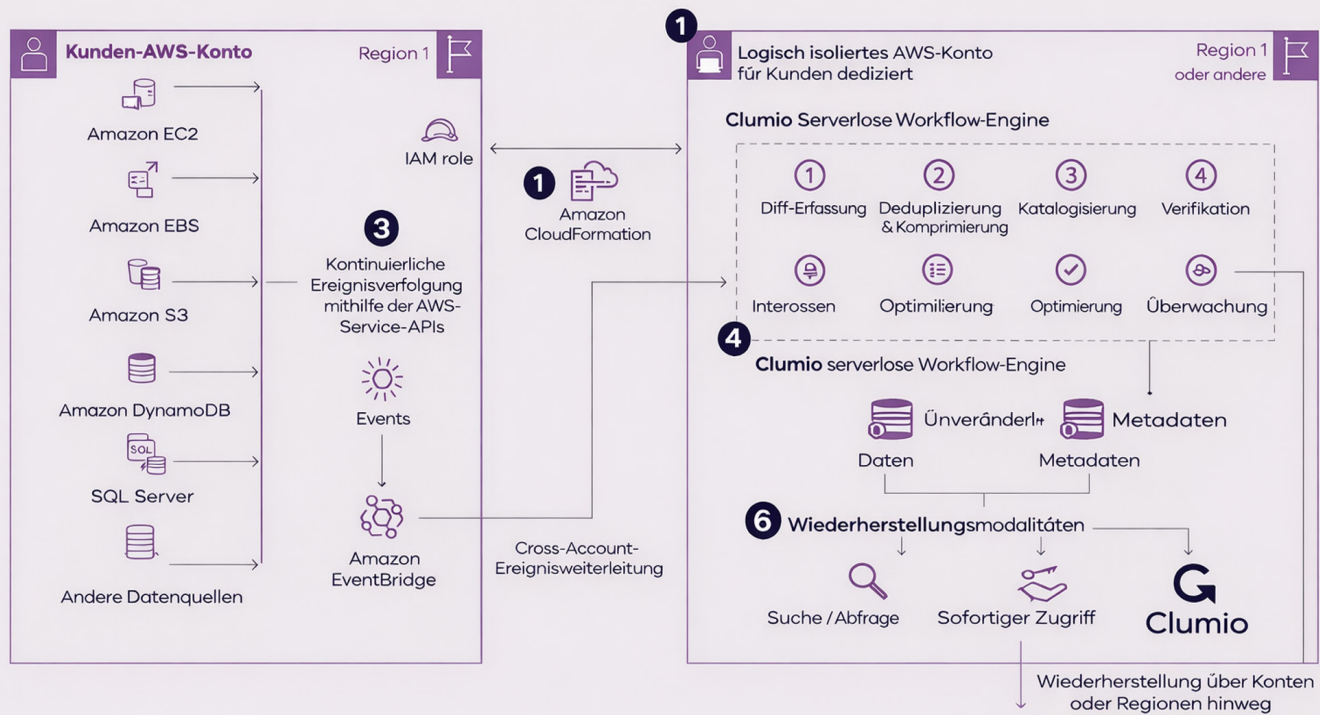 Kunden-AWS-Konto
Region 1
Amazon EC2
Amazon EBS
Amazon S3
Amazon DynamoDB
SQL
SQL Server
Andere Datenquellen
IAM role
3
Kontinuierliche
Ereignisverfolgung
mithilfe der AWS-
Service-APIs
Events
Amazon
EventBridge
1
Amazon
CloudFormation
Cross-Account-
Ereignisweiterleitung
1
Logisch isoliertes AWS-Konto
für Kunden dediziert
Region 1
oder andere
Clumio Serverlose Workflow-Engine
1
2
3
4
Diff-Erfassung
Deduplizierung
& Komprimierung
Katalogisierung
Verifikation
Interossen
Optimilierung
Optimierung
Überwachung
4
Clumio serverlose Workflow-Engine
Metadaten
Daten
Metadaten
6 Wiederherstellungsmodalitäten
Suche / Abfrage
Sofortiger Zugriff
Clumio
Wiederherstellung über Konten
oder Regionen hinweg